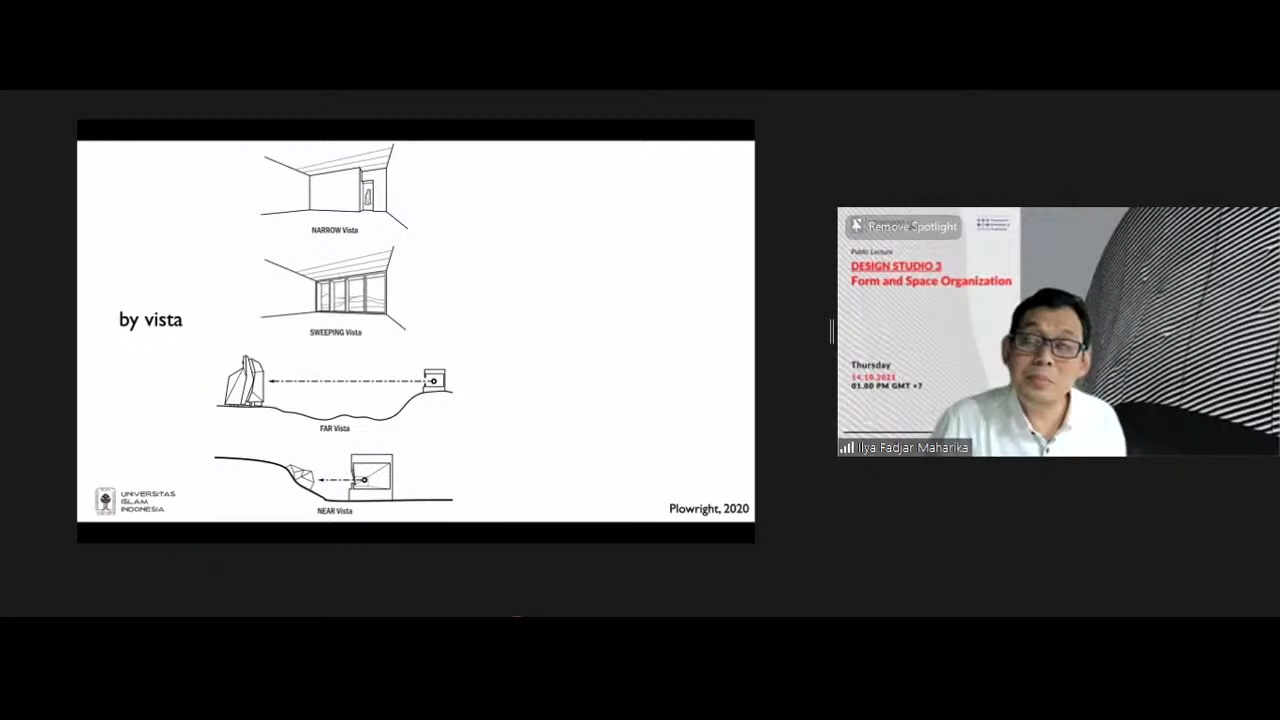 NARROW Vista
SWEEPING Vista
by vista
FAR Vista
NEAR Vista
UNIVERSITAS
ISLAM
INDONESIA
Plowright, 2020
Remove Spotlight
Public Lecture
DESIGN STUDIO 3
Form and Space Organization
Thursday
14.10.2021
01.00 PM GMT +7
Ilya Fadjar Maharika